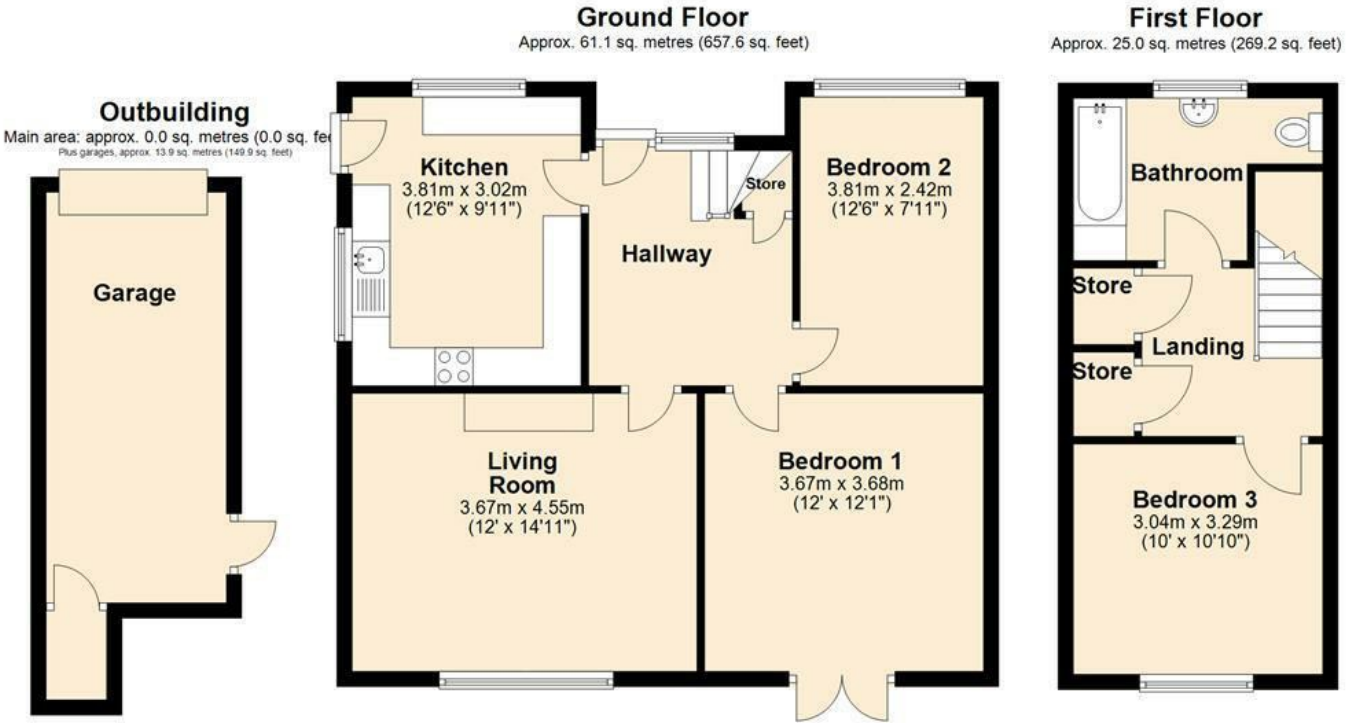 Ground Floor
Approx. 61.1 sq. metres (657.6 sq. feet)
First Floor
Approx. 25.0 sq. metres (269.2 sq. feet)
Outbuilding
Main area: approx. 0.0 sq. metres (0.0 sq. fee
Plus garages, approx. 13.9 sq. metres (149.9 sq. feet)
Garage
Kitchen
3.81m x 3.02m
(12'6" x 9'11")
Store
Hallway
Bedroom 2
3.81m x 2.42m
(12'6" x 7'11")
Living
Room
3.67m x 4.55m
(12' x 14'11")
Bedroom 1
3.67m x 3.68m
(12' x 12'1")
Bathroom
Store
Landing
Store
Bedroom 3
3.04m x 3.29m
(10' x 10'10")